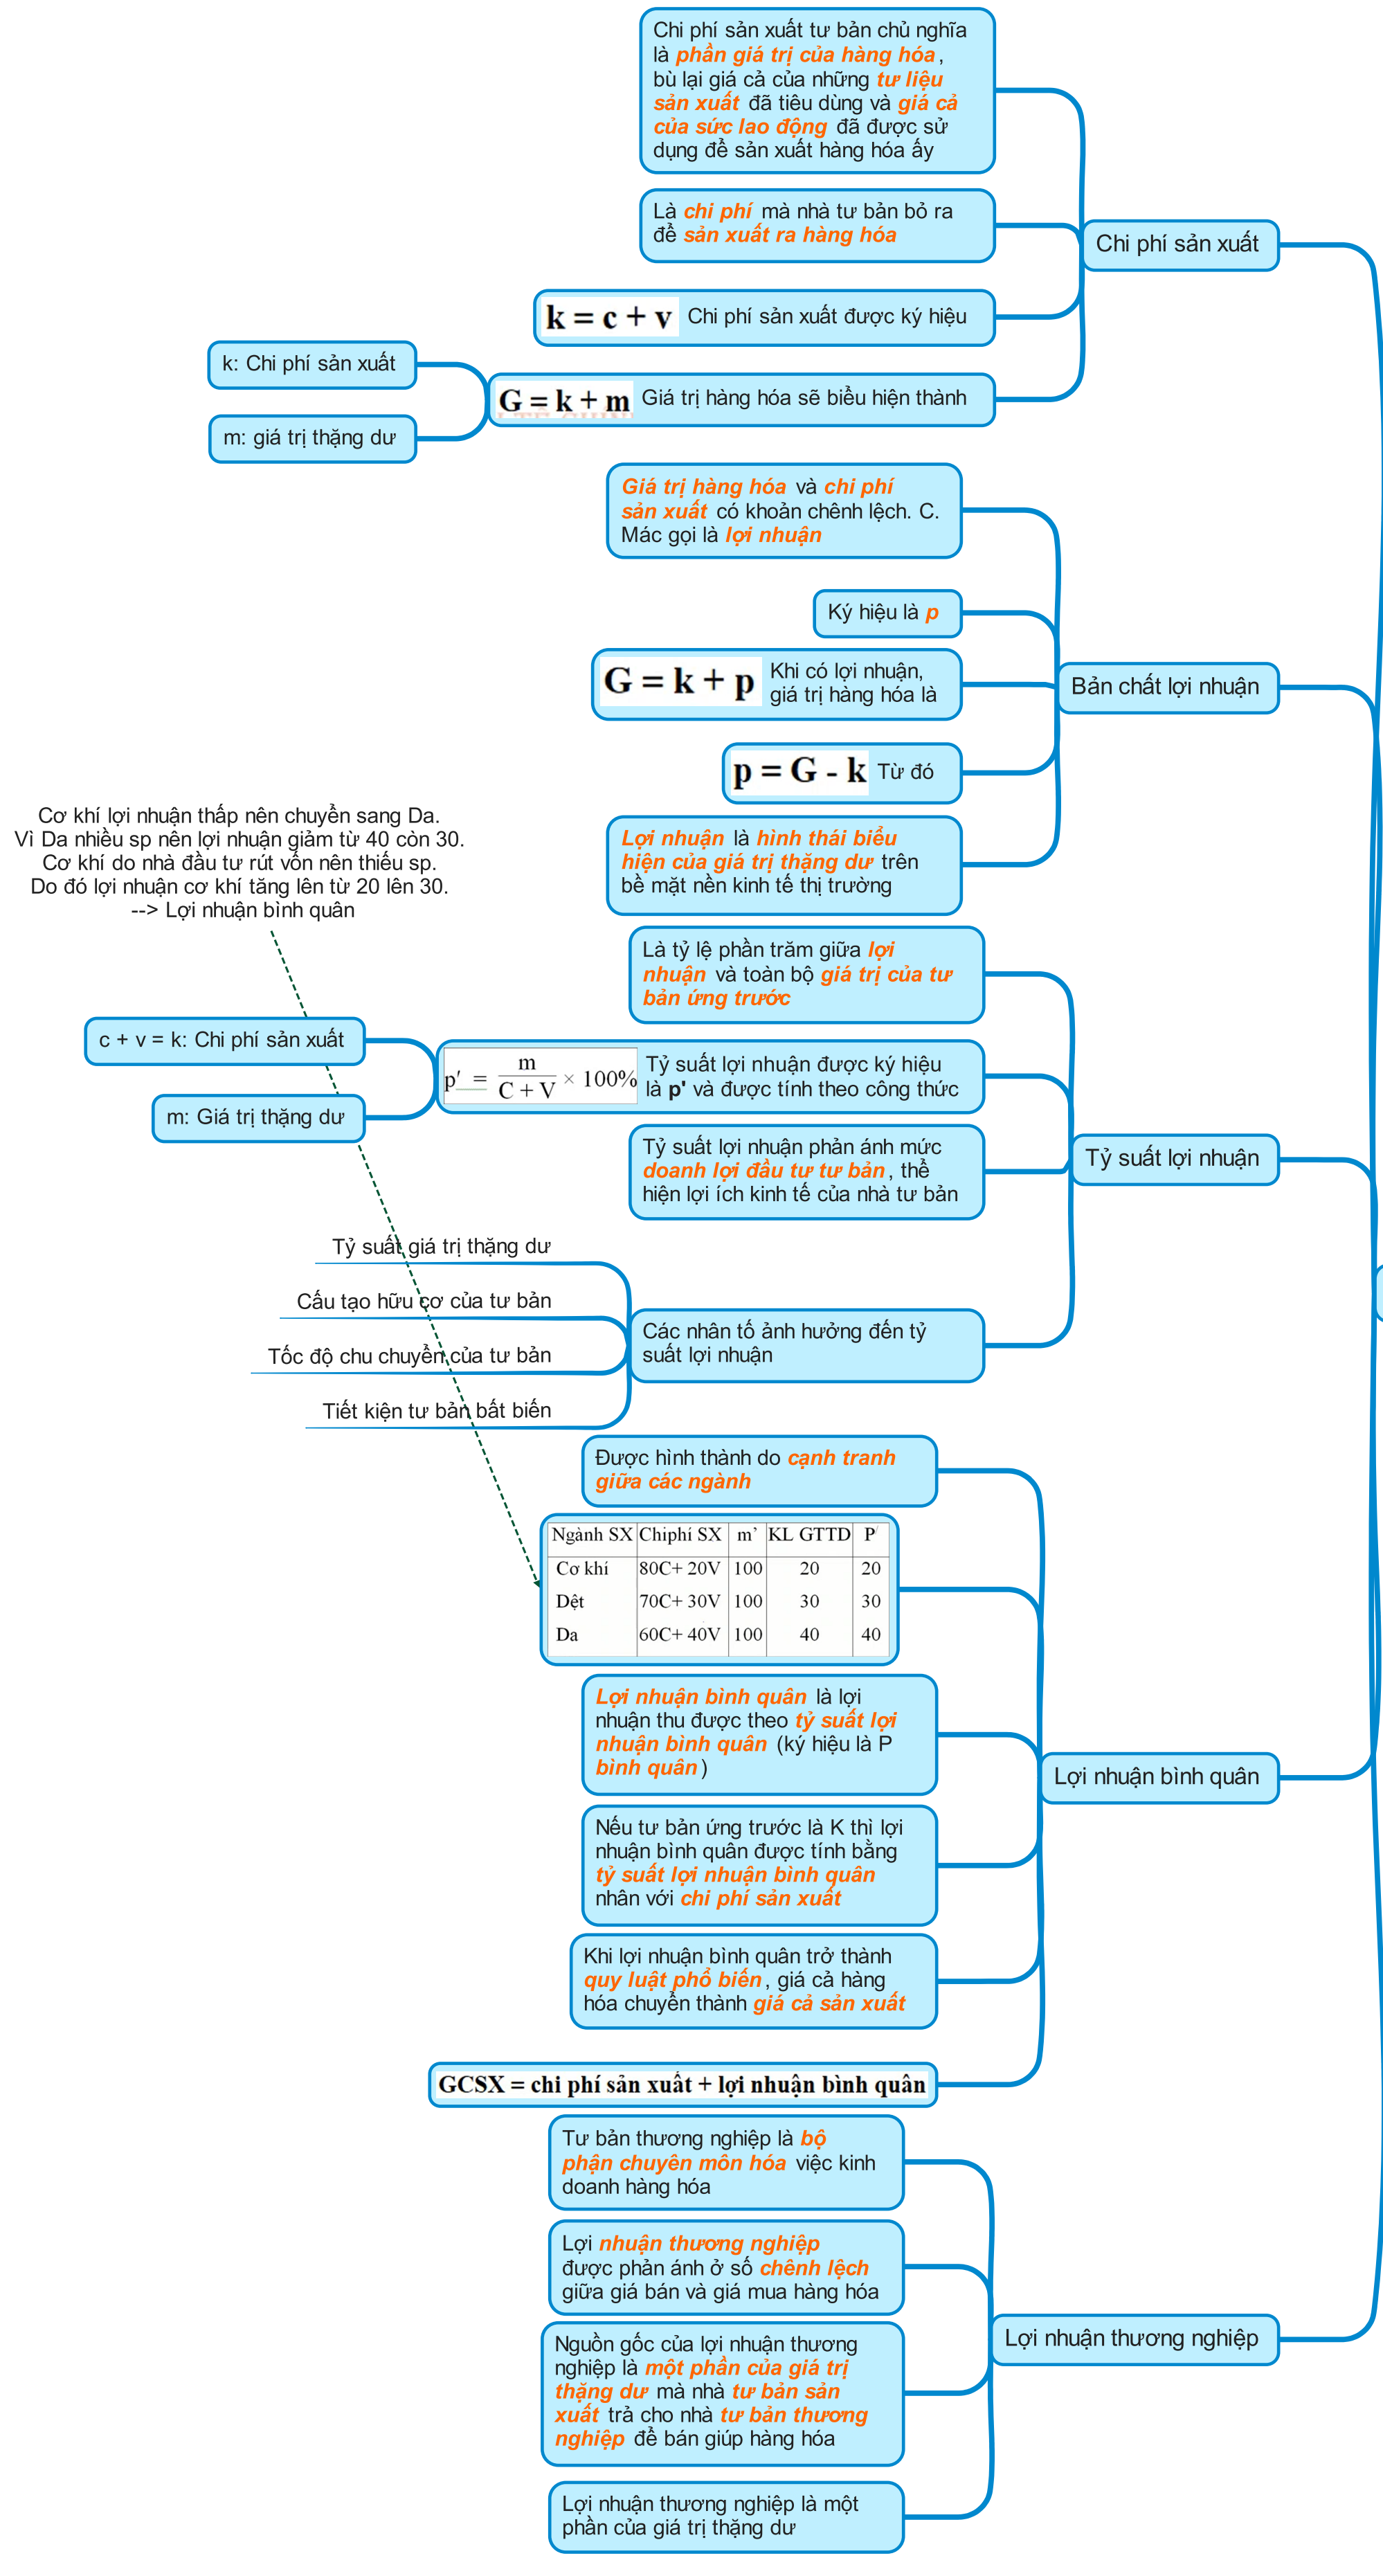 Chi phí sản xuất tư bản chủ nghĩa
là phần giá trị của hàng hóa,
bù lại giá cả của những tư liệu
sản xuất đã tiêu dùng và giá cả
của sức lao động đã được sử
dụng để sản xuất hàng hóa ấy
Là chi phí mà nhà tư bản bỏ ra
để sản xuất ra hàng hóa
Chi phí sản xuất
k = c + v Chi phí sản xuất được ký hiệu
k: Chi phí sản xuất
G = k + m Giá trị hàng hóa sẽ biểu hiện thành
m: giá trị thặng dư
Giá trị hàng hóa và chi phí
sản xuất có khoản chênh lệch. C.
Mác gọi là lợi nhuận
Ký hiệu là p
G = k + p Khi có lợi nhuận,
giá trị hàng hóa là
Bản chất lợi nhuận
p = G - k Từ đó
Lợi nhuận là hình thái biểu
hiện của giá trị thặng dư trên
bề mặt nền kinh tế thị trường
Cơ khí lợi nhuận thấp nên chuyển sang Da.
Vì Da nhiều sp nên lợi nhuận giảm từ 40 còn 30.
Cơ khí do nhà đầu tư rút vốn nên thiếu sp.
Do đó lợi nhuận cơ khí tăng lên từ 20 lên 30.
--> Lợi nhuận bình quân
Là tỷ lệ phần trăm giữa lợi
nhuận và toàn bộ giá trị của tư
bản ứng trước
c + v = k: Chi phí sản xuất
m: Giá trị thặng dư
p' = m / C + V × 100% Tỷ suất lợi nhuận được ký hiệu
là p' và được tính theo công thức
Tỷ suất lợi nhuận phản ánh mức
doanh lợi đầu tư tư bản, thể
hiện lợi ích kinh tế của nhà tư bản
Tỷ suất lợi nhuận
Tỷ suất giá trị thặng dư
Cấu tạo hữu cơ của tư bản
Tốc độ chu chuyển của tư bản
Tiết kiện tư bản bất biến
Các nhân tố ảnh hưởng đến tỷ
suất lợi nhuận
Được hình thành do cạnh tranh
giữa các ngành
Ngành SX Chiphí SX m' KL GTTD P'
Cơ khí 80C+ 20V 100 20 20
Dệt 70C+ 30V 100 30 30
Da 60C+ 40V 100 40 40
Lợi nhuận bình quân là lợi
nhuận thu được theo tỷ suất lợi
nhuận bình quân (ký hiệu là P
bình quân)
Lợi nhuận bình quân
Nếu tư bản ứng trước là K thì lợi
nhuận bình quân được tính bằng
tỷ suất lợi nhuận bình quân
nhân với chi phí sản xuất
Khi lợi nhuận bình quân trở thành
quy luật phổ biến, giá cả hàng
hóa chuyển thành giá cả sản xuất
GCSX = chi phí sản xuất + lợi nhuận bình quân
Tư bản thương nghiệp là bộ
phận chuyên môn hóa việc kinh
doanh hàng hóa
Lợi nhuận thương nghiệp
được phản ánh ở số chênh lệch
giữa giá bán và giá mua hàng hóa
Lợi nhuận thương nghiệp
Nguồn gốc của lợi nhuận thương
nghiệp là một phần của giá trị
thặng dư mà nhà tư bản sản
xuất trả cho nhà tư bản thương
nghiệp để bán giúp hàng hóa
Lợi nhuận thương nghiệp là một
phần của giá trị thặng dư